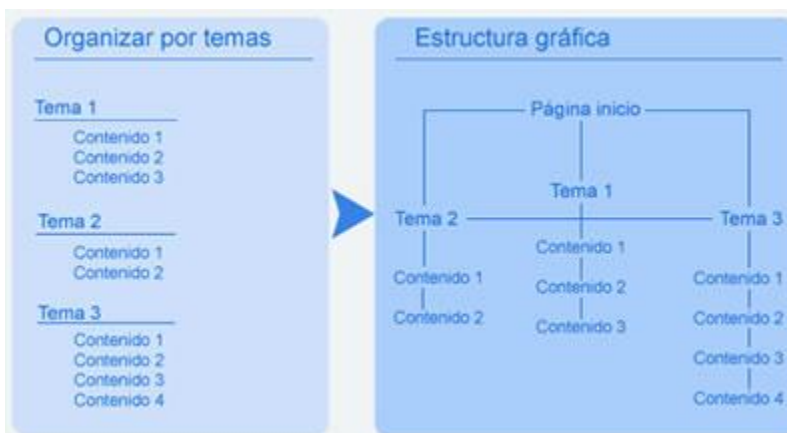 Organizar por temas
Tema 1
Contenido 1
Contenido 2
Contenido 3
Tema 2
Contenido 1
Contenido 2
Tema 3
Contenido 1
Contenido 2
Contenido 3
Contenido 4
Estructura gráfica
Página inicio
Tema 2
Contenido 1
Contenido 2
Tema 1
Contenido 1
Contenido 2
Contenido 3
Tema 3
Contenido 1
Contenido 2
Contenido 3
Contenido 4